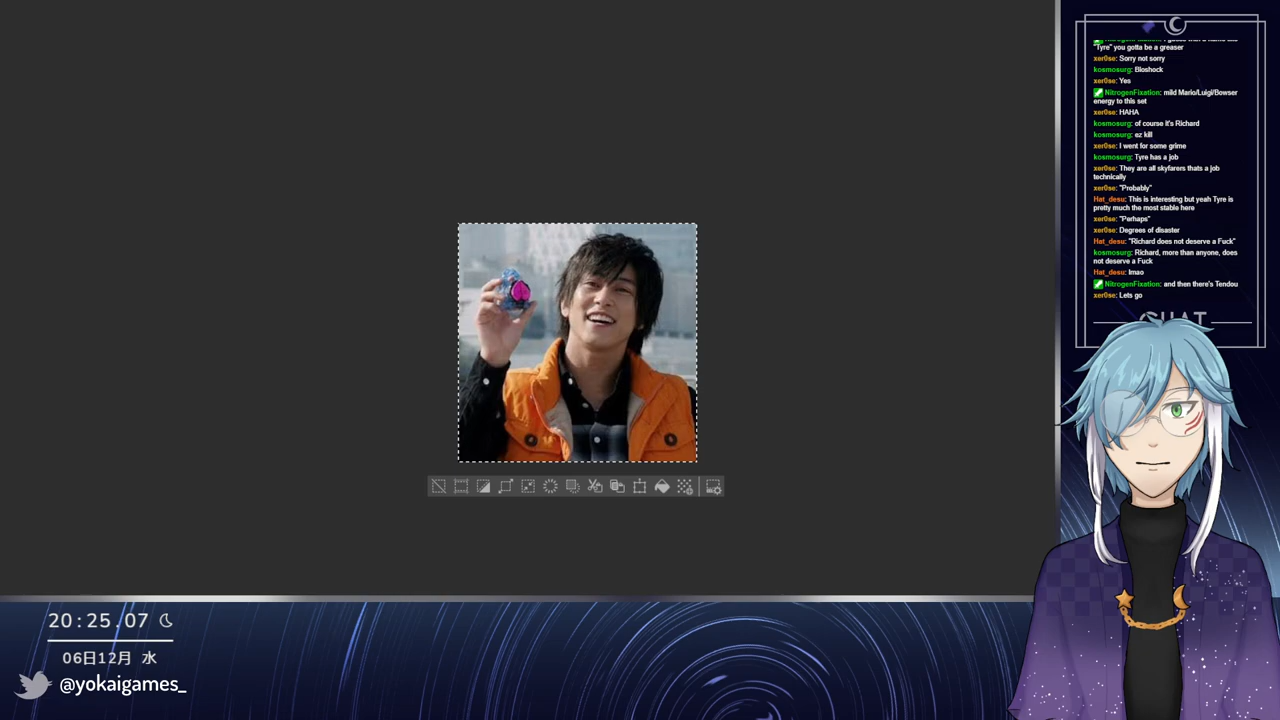 "Tyre" you gotta be a greaser
xer0se: Sorry not sorry
kosmosurg: Bioshock
xer0se: Yes
NitrogenFixation: mild Mario/Luigi/Bowser
energy to this set
xer0se: HAHA
kosmosurg: of course it's Richard
kosmosurg: ez kill
xer0se: I went for some grime
kosmosurg: Tyre has a job
xer0se: They are all skyfarers thats a job
technically
xer0se: "Probably"
Hat_desu: This is interesting but yeah Tyre is
pretty much the most stable here
xer0se: "Perhaps"
xer0se: Degrees of disaster
Hat_desu: "Richard does not deserve a Fuck"
kosmosurg: Richard, more than anyone, does
not deserve a Fuck
Hat_desu: lmao
NitrogenFixation: and then there's Tendou
xer0se: Lets go
CHAT
20:25.07
06日12月 水
@yokaigames_